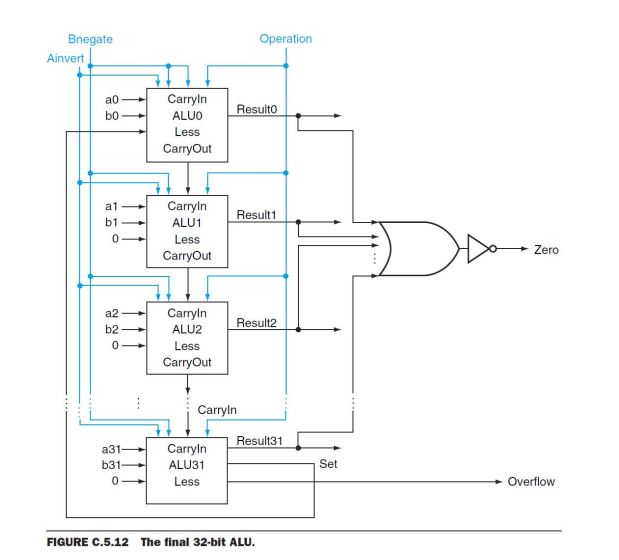 Bnegate
Operation
Ainvert
a0
b0
CarryIn
ALU0
Less
CarryOut
Result0
a1
b1
0
CarryIn
ALU1
Less
CarryOut
Result1
Zero
a2
b2
0
CarryIn
ALU2
Less
CarryOut
Result2
CarryIn
a31
b31
0
CarryIn
ALU31
Less
Result31
Set
Overflow
FIGURE C.5.12 The final 32-bit ALU.